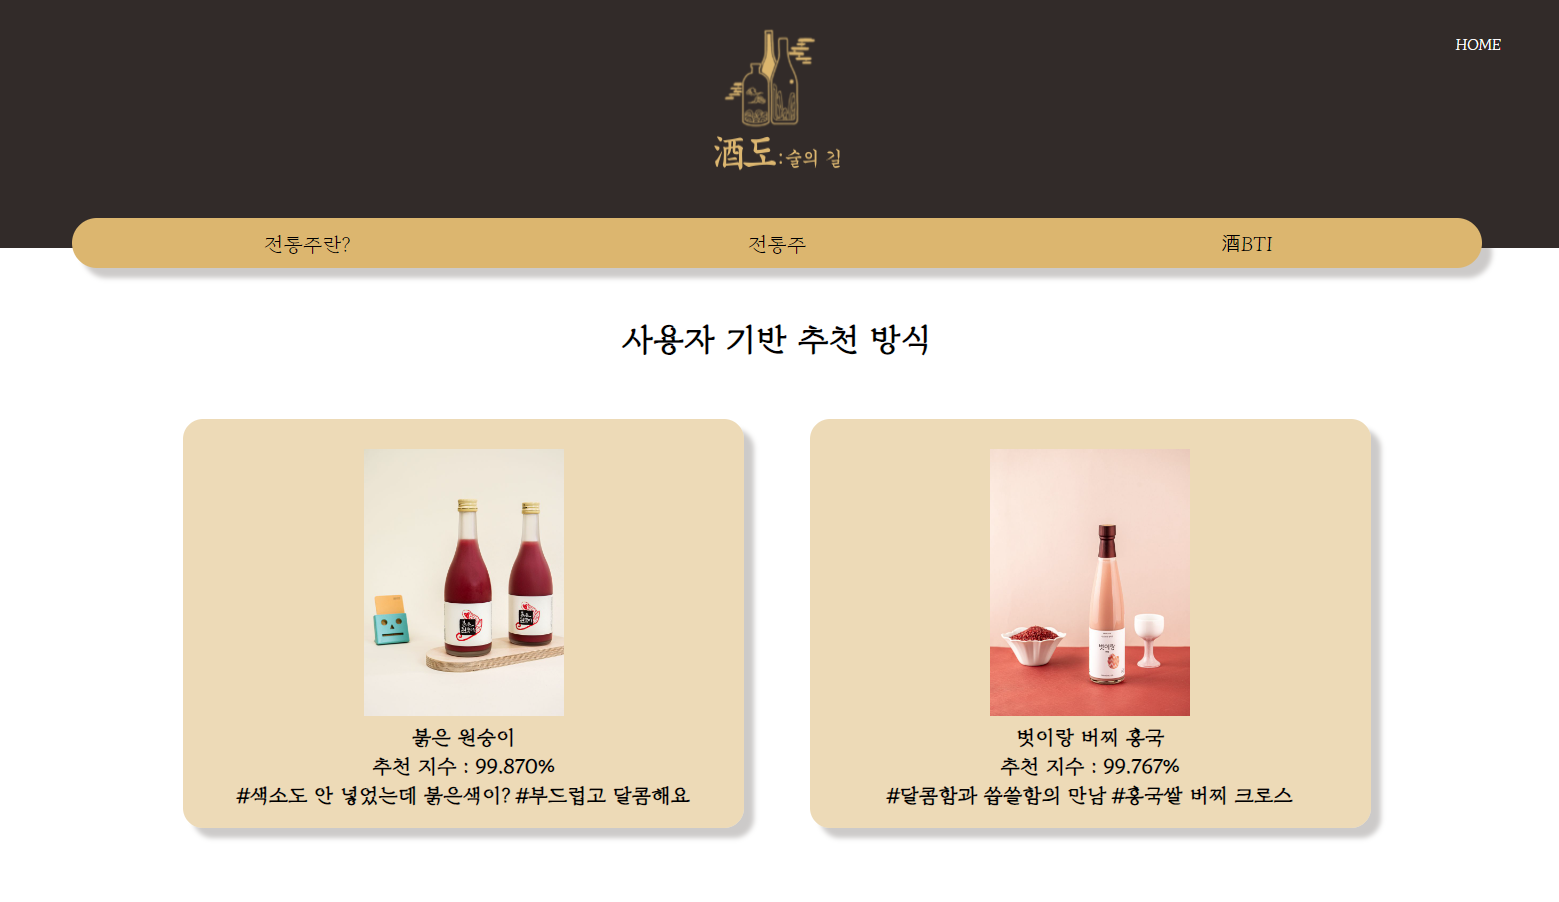 HOME
酒도:술의 길
전통주란?
전통주
酒BTI
사용자 기반 추천 방식
붉은 원숭이
추천 지수 : 99.870%
#색소도 안 넣었는데 붉은색이? #부드럽고 달콤해요
벗이랑
벗이랑 버찌 홍국
추천 지수 : 99.767%
#달콤함과 씁쓸함의 만남 #홍국쌀 버찌 크로스